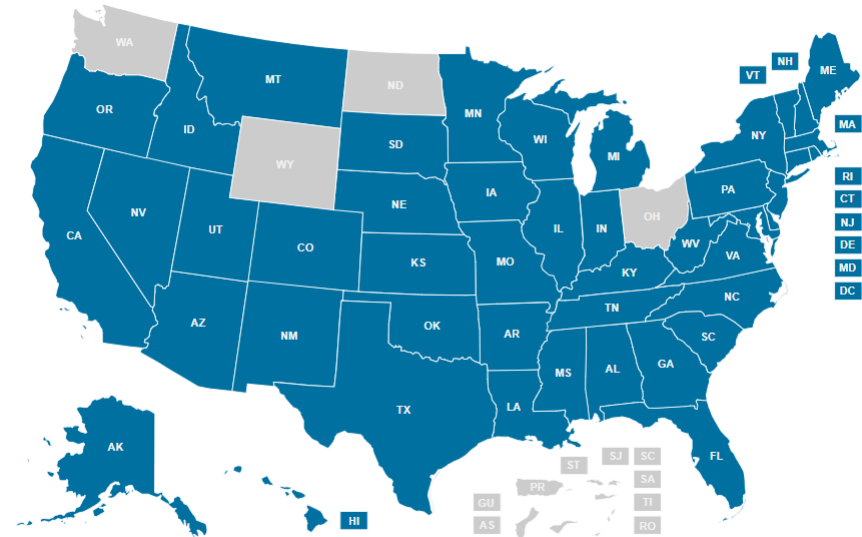 WA
VT
NH
ME
MT
ND
OR
MN
MA
ID
SD
WI
NY
MI
WY
RI
NE
IA
PA
CT
NV
OH
NJ
CA
UT
IL
IN
WV
DE
CO
VA
KS
MO
KY
MD
DC
NC
TN
AZ
NM
OK
AR
SC
MS
AL
GA
TX
LA
AK
FL
ST
SJ
SC
SA
PR
GU
TI
HI
AS
RO